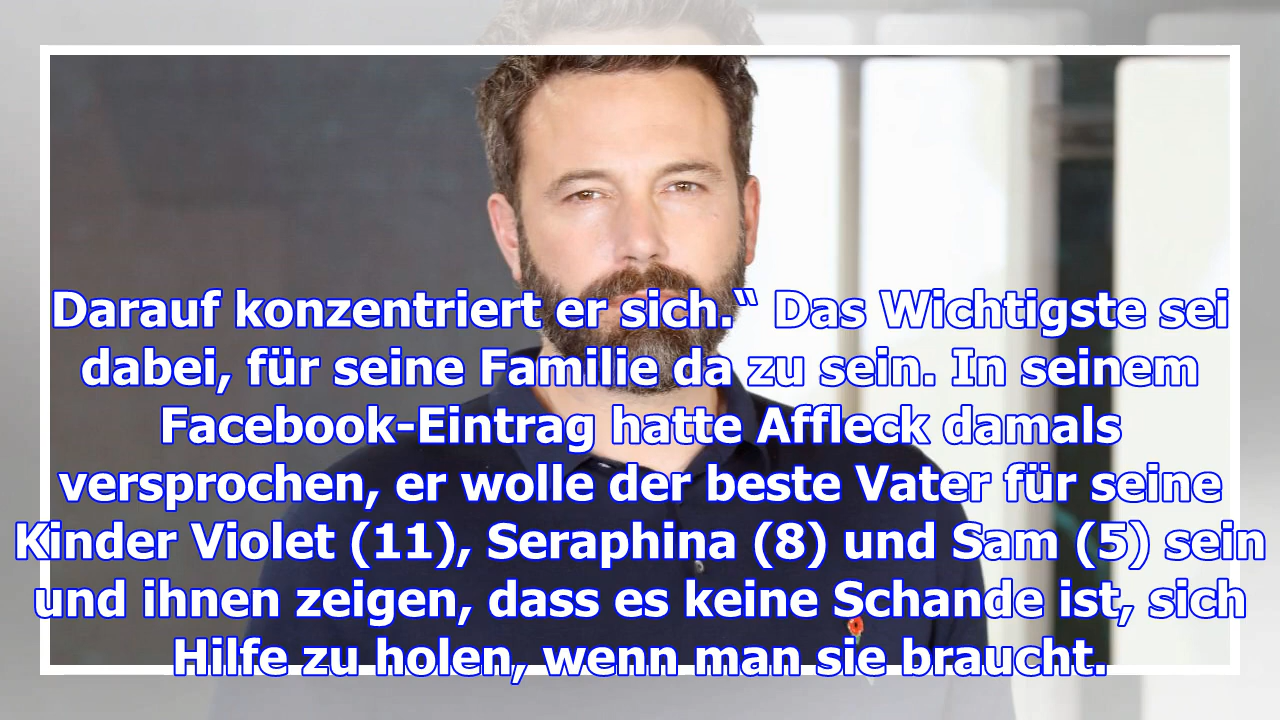 Darauf konzentriert er sich.“ Das Wichtigste sei
dabei, für seine Familie da zu sein. In seinem
Facebook-Eintrag hatte Affleck damals
versprochen, er wolle der beste Vater für seine
Kinder Violet (11), Seraphina (8) und Sam (5) sein
und ihnen zeigen, dass es keine Schande ist, sich
Hilfe zu holen, wenn man sie braucht.